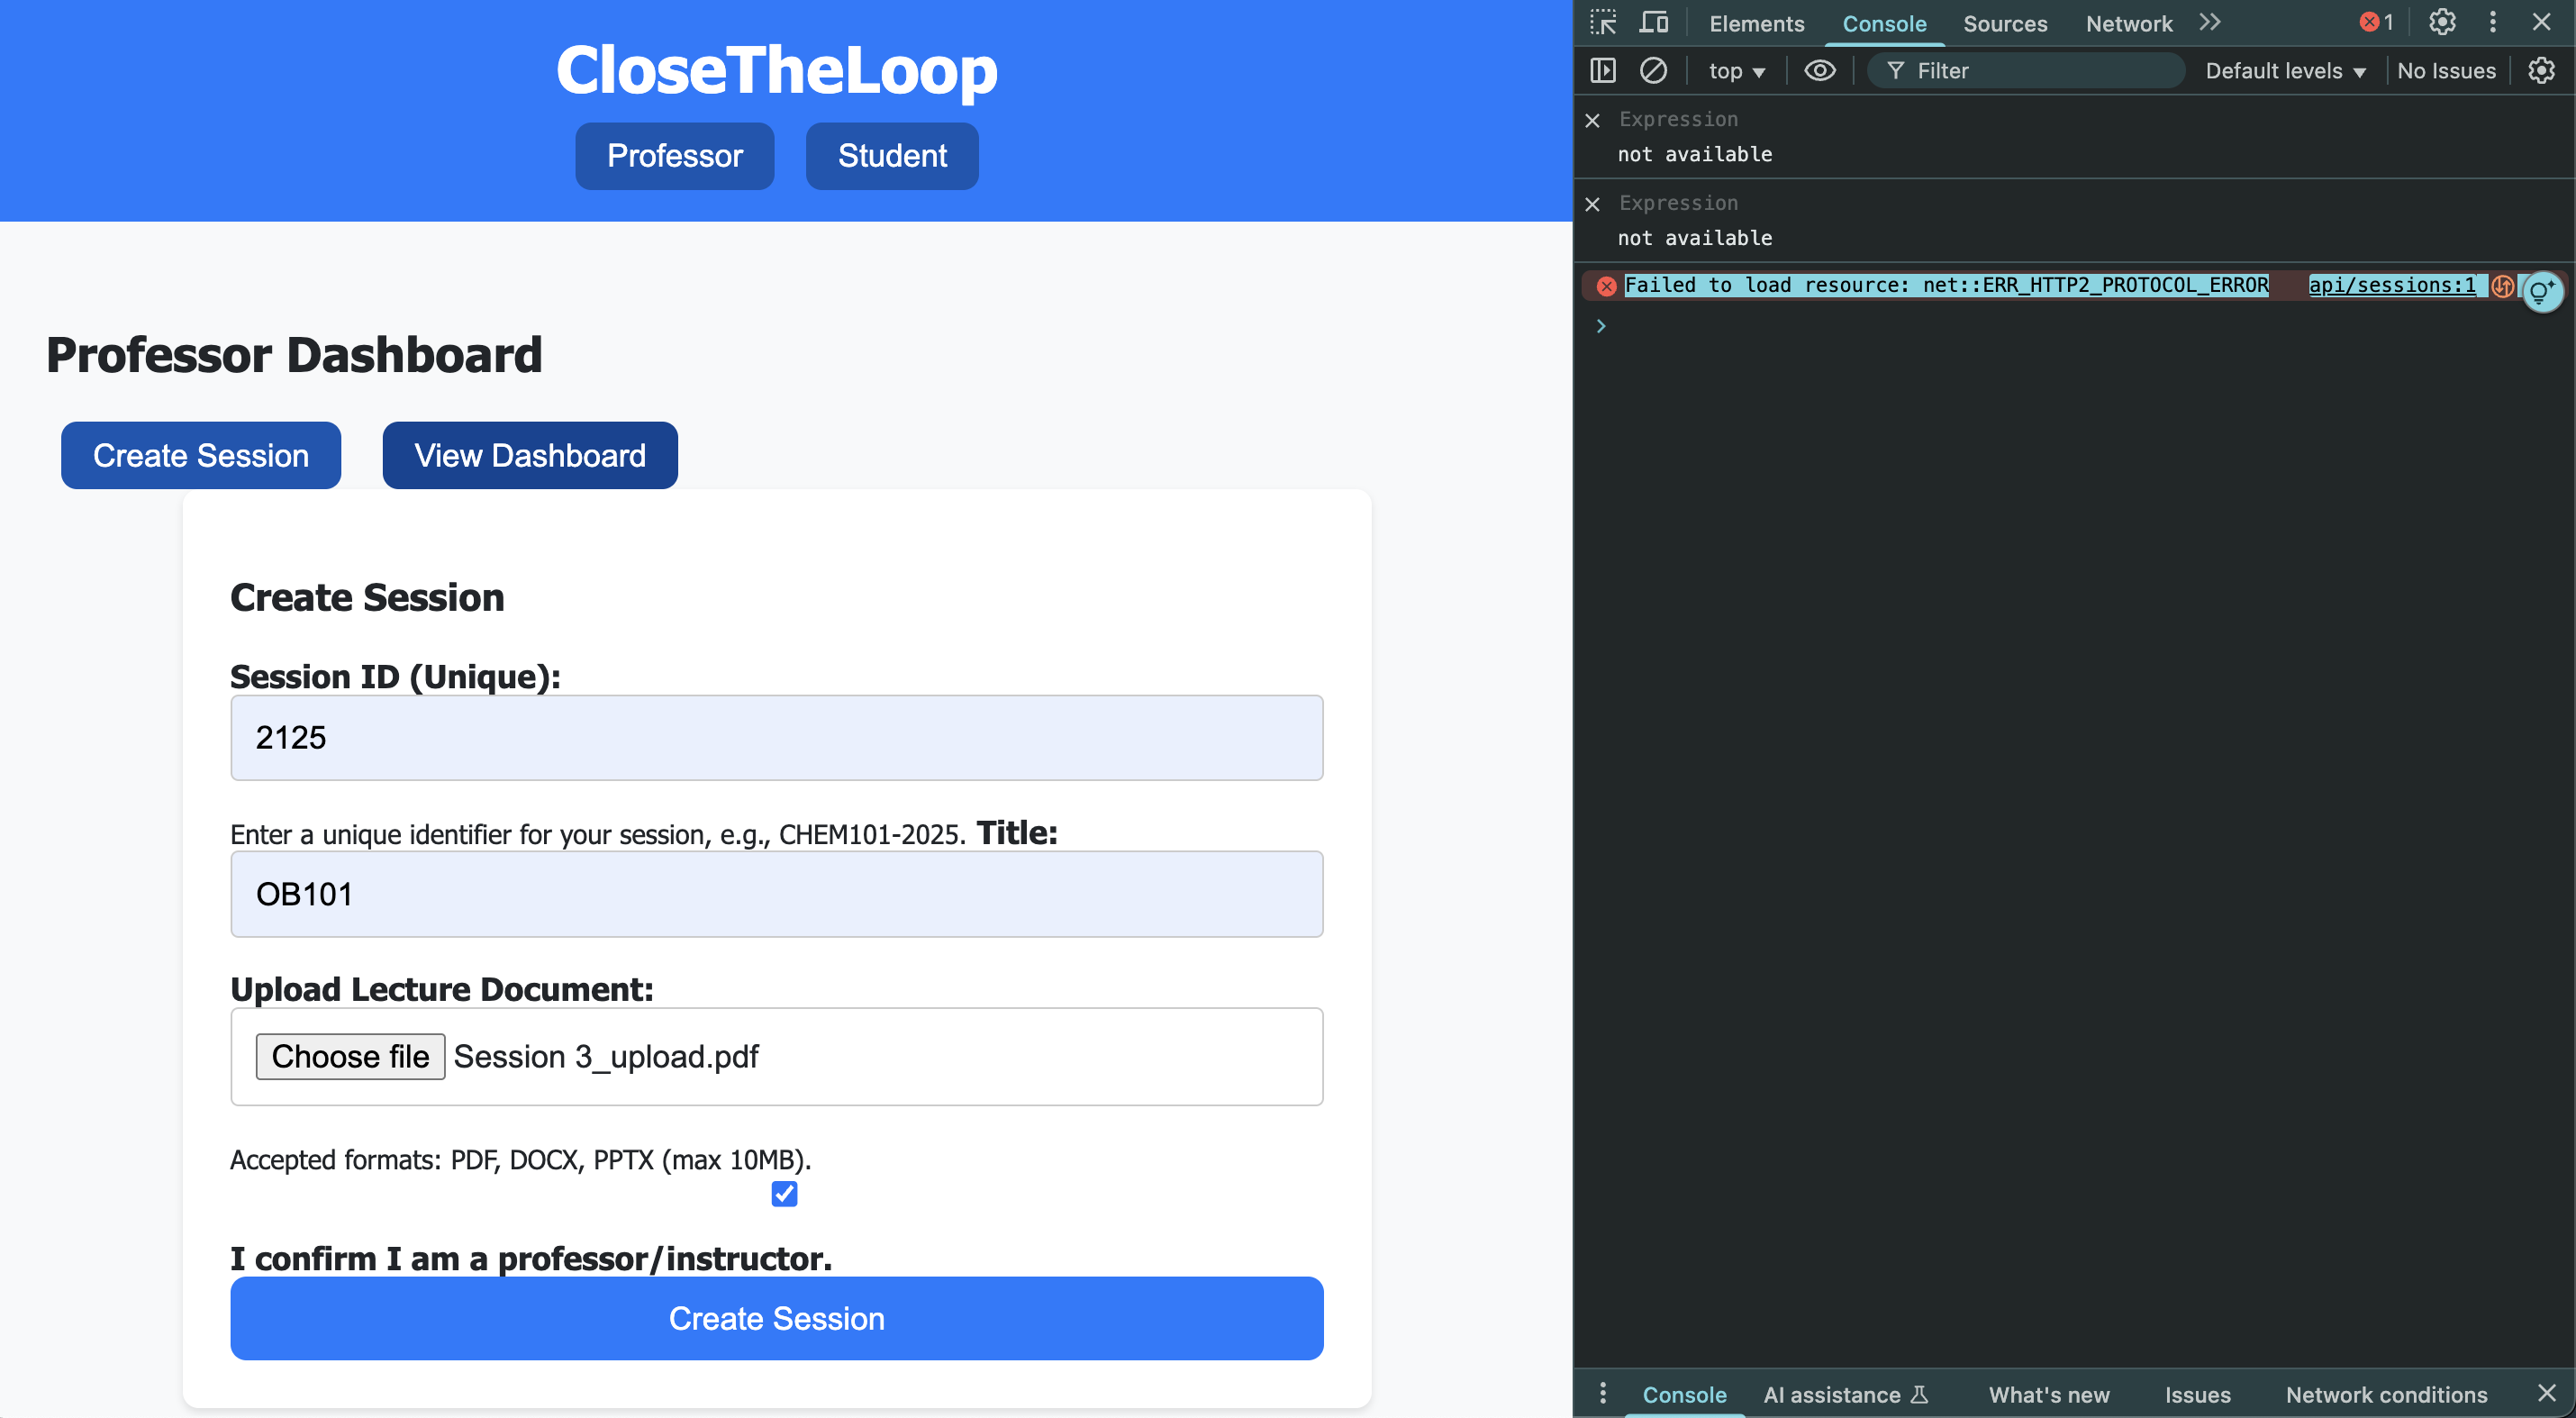 CloseTheLoop
Professor Student
Professor Dashboard
Create Session View Dashboard
Create Session
Session ID (Unique):
2125
Enter a unique identifier for your session, e.g., CHEM101-2025. Title:
OB101
Upload Lecture Document:
Choose file Session 3_upload.pdf
Accepted formats: PDF, DOCX, PPTX (max 10MB).
I confirm I am a professor/instructor.
Create Session
Elements Console Sources Network 1
top Filter Default levels No Issues
Expression
not available
Expression
not available
Failed to load resource: net::ERR_HTTP2_PROTOCOL_ERROR api/sessions:1
Console AI assistance What's new Issues Network conditions